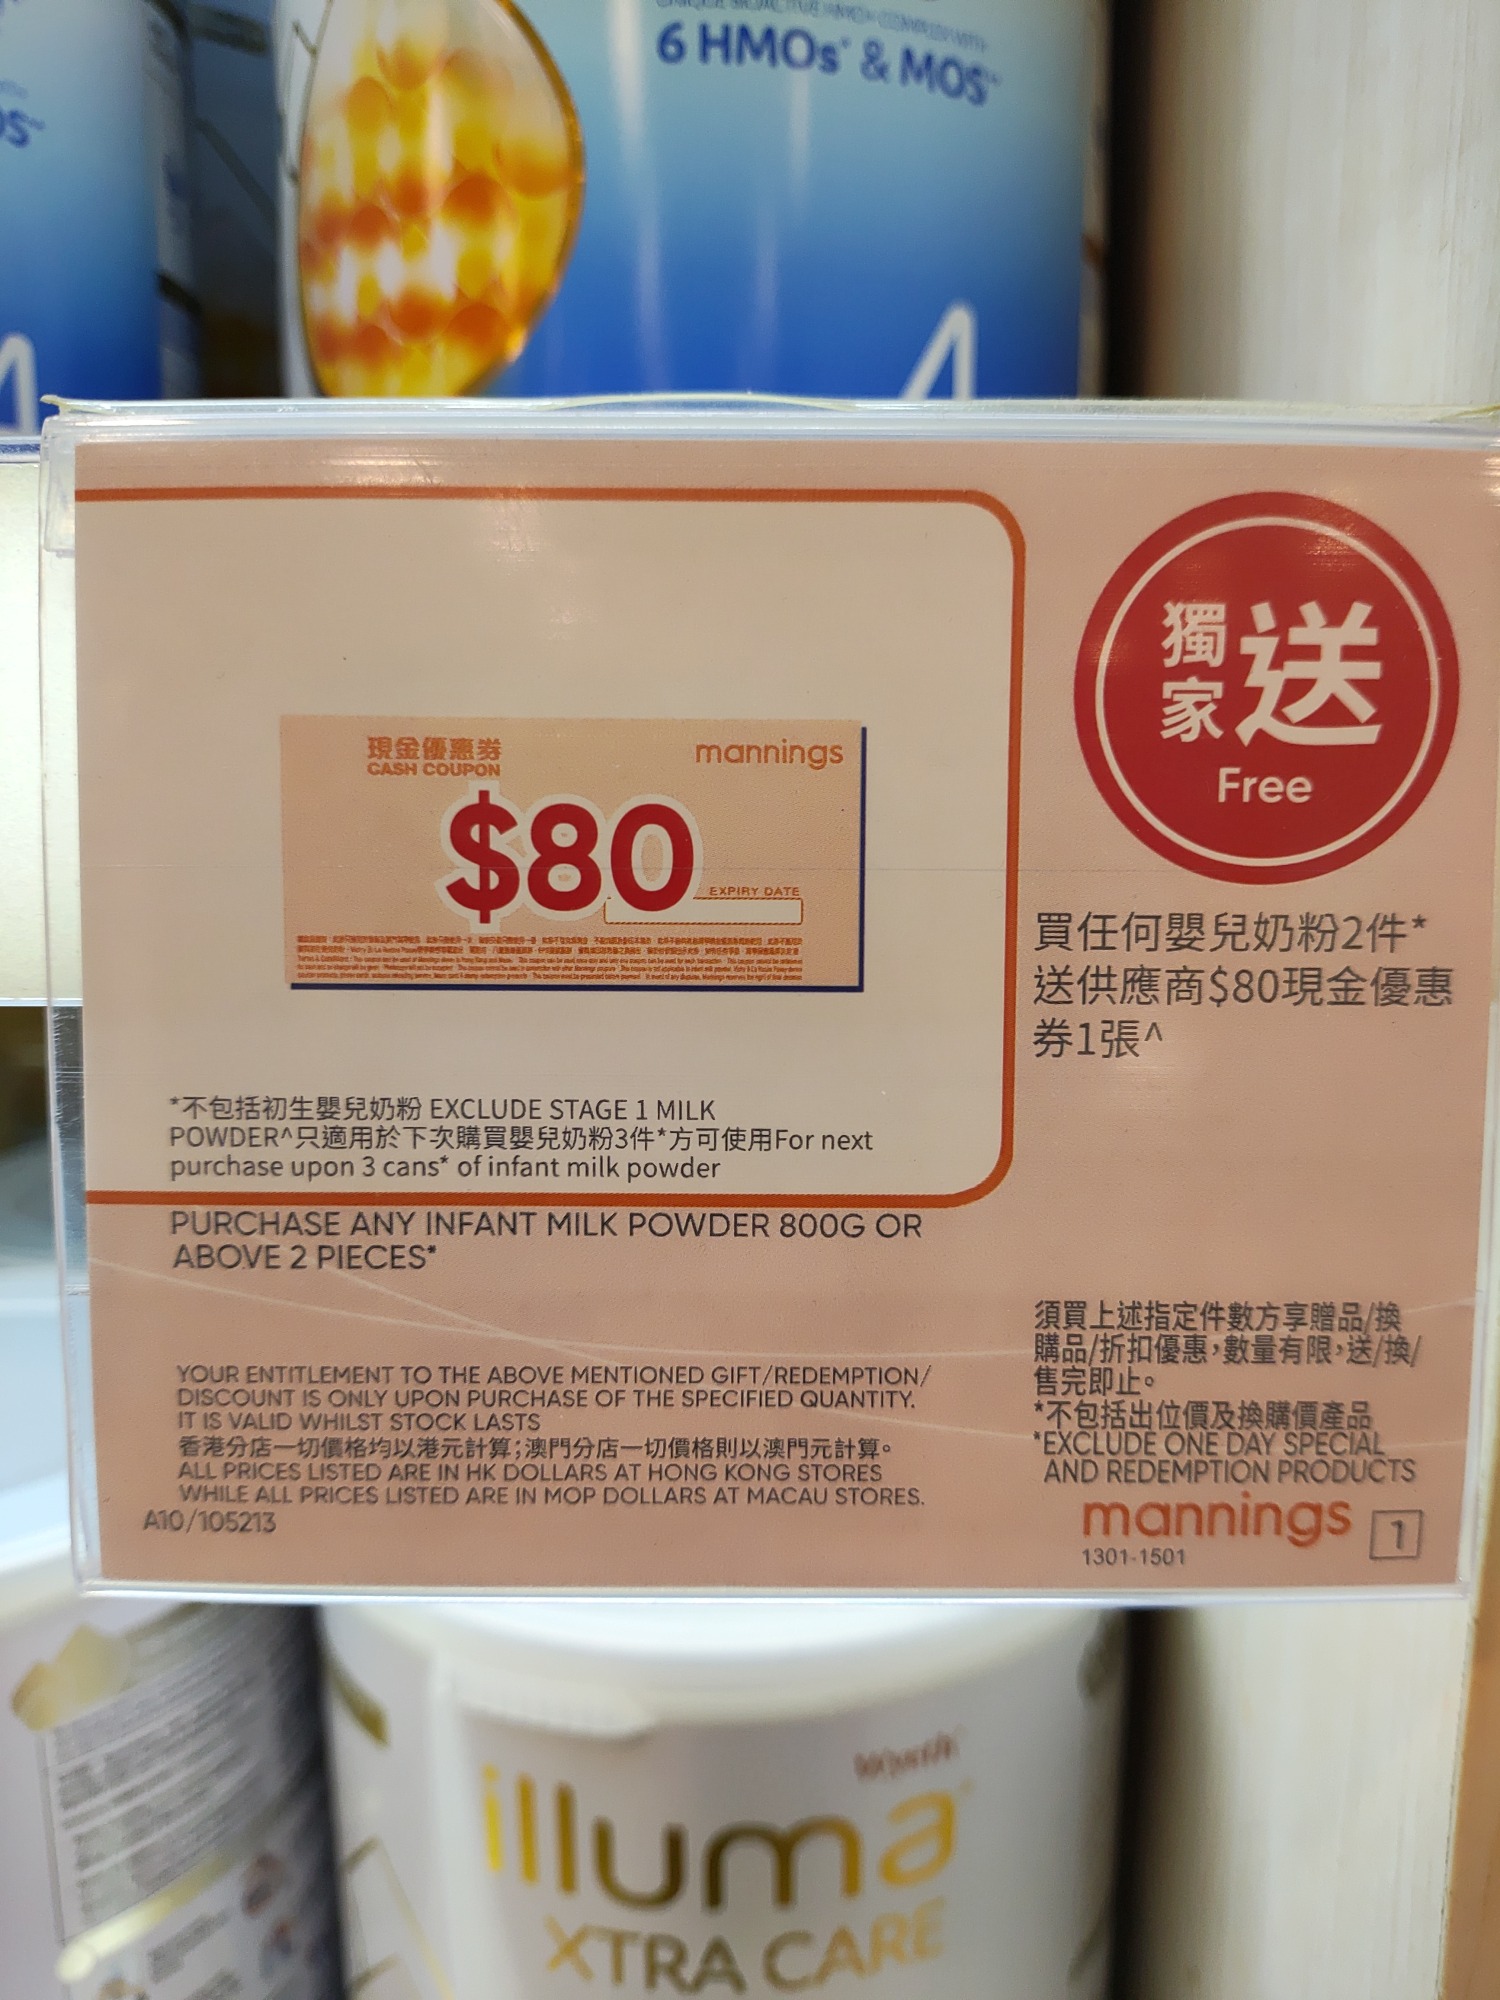 6 HMOs* & MOS**
4
現金優惠券
CASH COUPON
mannings
$80
EXPIRY DATE
獨家送
Free
買任何嬰兒奶粉2件*
送供應商$80現金優惠
券1張^
*不包括初生嬰兒奶粉 EXCLUDE STAGE 1 MILK
POWDER^只適用於下次購買嬰兒奶粉3件*方可使用For next
purchase upon 3 cans* of infant milk powder
PURCHASE ANY INFANT MILK POWDER 800G OR
ABOVE 2 PIECES*
須買上述指定件數方享贈品/換
購品/折扣優惠,數量有限,送/換/
售完即止。
*不包括出位價及換購價產品
*EXCLUDE ONE DAY SPECIAL
AND REDEMPTION PRODUCTS
YOUR ENTITLEMENT TO THE ABOVE MENTIONED GIFT/REDEMPTION/
DISCOUNT IS ONLY UPON PURCHASE OF THE SPECIFIED QUANTITY.
IT IS VALID WHILST STOCK LASTS
香港分店一切價格均以港元計算;澳門分店一切價格則以澳門元計算。
ALL PRICES LISTED ARE IN HK DOLLARS AT HONG KONG STORES
WHILE ALL PRICES LISTED ARE IN MOP DOLLARS AT MACAU STORES.
A10/105213
mannings
1
1301-1501
Wyeth
illuma
XTRA CARE